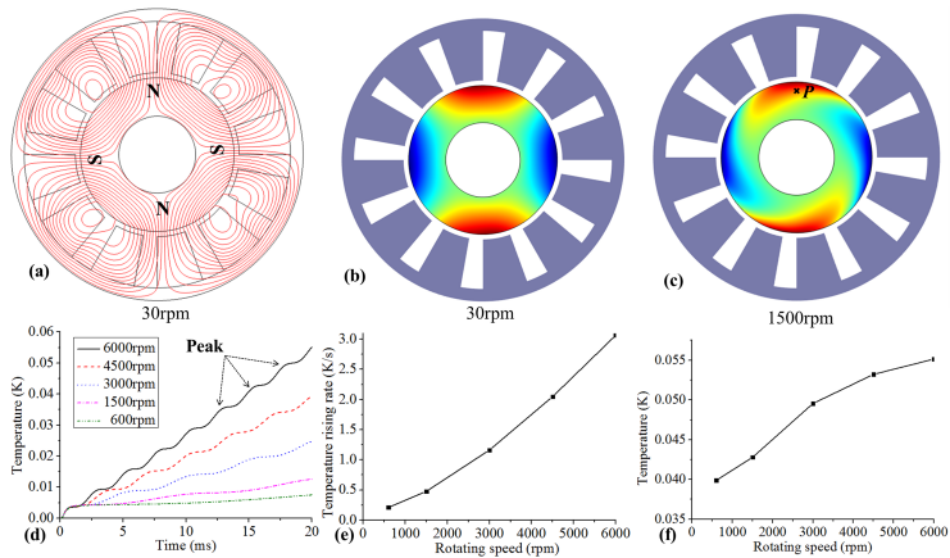 N
S
S
N
(a)
30rpm
(b)
30rpm
P
(c)
1500rpm
0.06
0.05
0.04
0.03
0.02
0.01
0.00
Temperature (K)
6000rpm
4500rpm
3000rpm
1500rpm
600rpm
Peak
(d)
0 5 10 15 20
Time (ms)
3.0
2.5
2.0
1.5
1.0
0.5
0.0
Temperature rising rate (K/s)
(e)
0 1000 2000 3000 4000 5000 6000
Rotating speed (rpm)
0.055
0.050
0.045
0.040
0.035
Temperature (K)
(f)
0 1000 2000 3000 4000 5000 6000
Rotating speed (rpm)